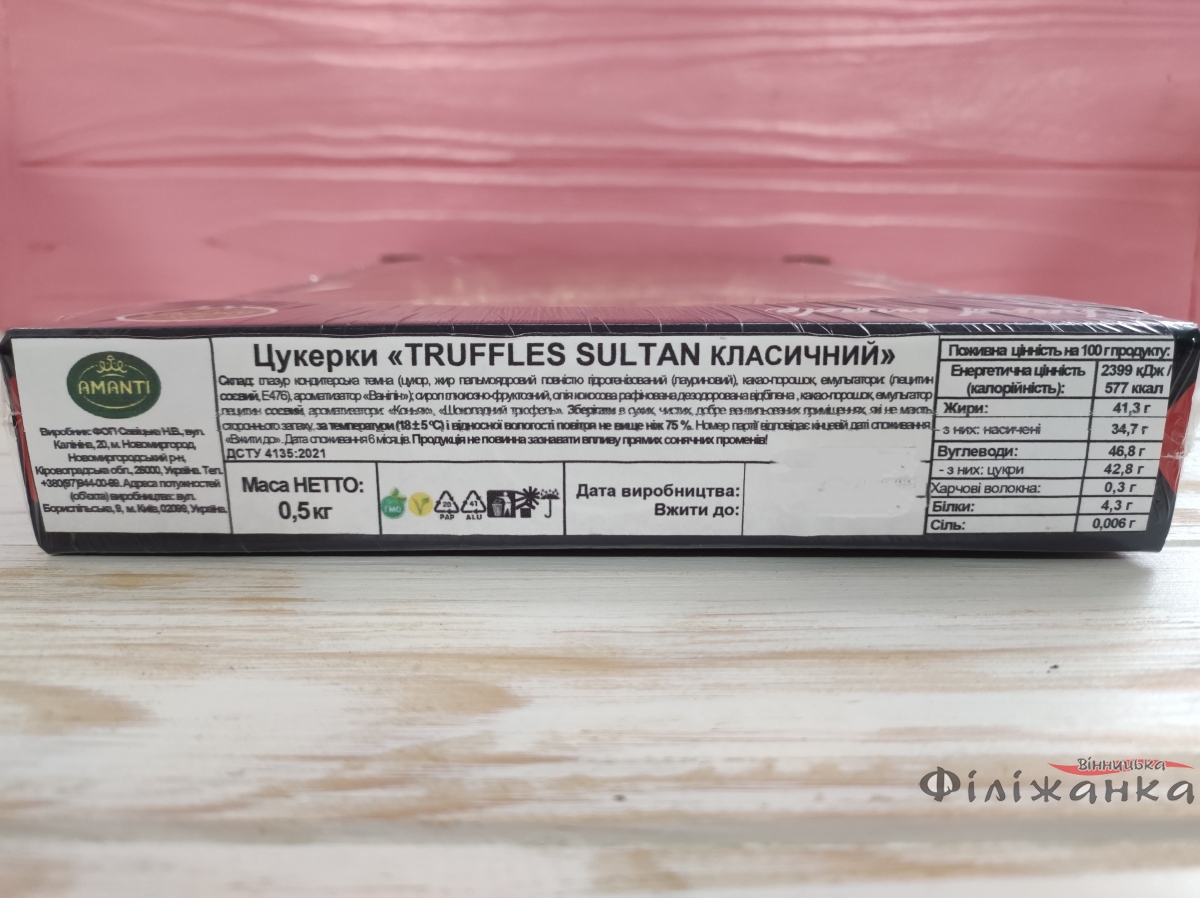 AMANTI
Виробник: ФОП Савіцька Н.В., вул.
Калініна, 20, м. Новомиргород,
Новомиргородський р-н,
Кіровоградська обл., 26000, Україна. Тел.
Адреса потужностей
(об'єкта) виробництва: вул.
Бориспільська, 9, м. Київ, 02099, Україна.
Цукерки «TRUFFLES SULTAN КЛАСИЧНИЙ»
Склад: глазур кондитерська темна (цукор, жир пальмоядровий повністю гідрогенізований (лауриновий), какао-порошок, емульгатори: (лецитин
соєвий, Е476), ароматизатор «Ванілін»); сироп глюкозно-фруктозний, олія кокосова рафінована дезодорована відбілена, какао-порошок, емульгатор
лецитин соєвий, ароматизатори: «Коньяк», «Шоколадний трюфель». Зберігати в сухих, чистих, добре вентильованих приміщеннях, які не мають
стороннього запаху, за температури (18 ± 5 °С) і відносної вологості повітря не вище ніж 75 %. Номер партії відповідає кінцевій даті споживання
«Вжити до». Дата споживання 6 місяців. Продукція не повинна зазнавати впливу прямих сонячних променів!
ДСТУ 4135:2021
Маса НЕТТО:
0,5 кг
ГМО
V
PAP
41
ALU
Дата виробництва:
Вжити до:
Поживна цінність на 100 г продукту:
Енергетична цінність 2399 кДж /
(калорійність): 577 ккал
Жири: 41,3 г
- з них: насичені 34,7 г
Вуглеводи: 46,8 г
- з них: цукри 42,8 г
Харчові волокна: 0,3 г
Білки: 4,3 г
Сіль: 0,006 г
Вінницька
Філіжанка